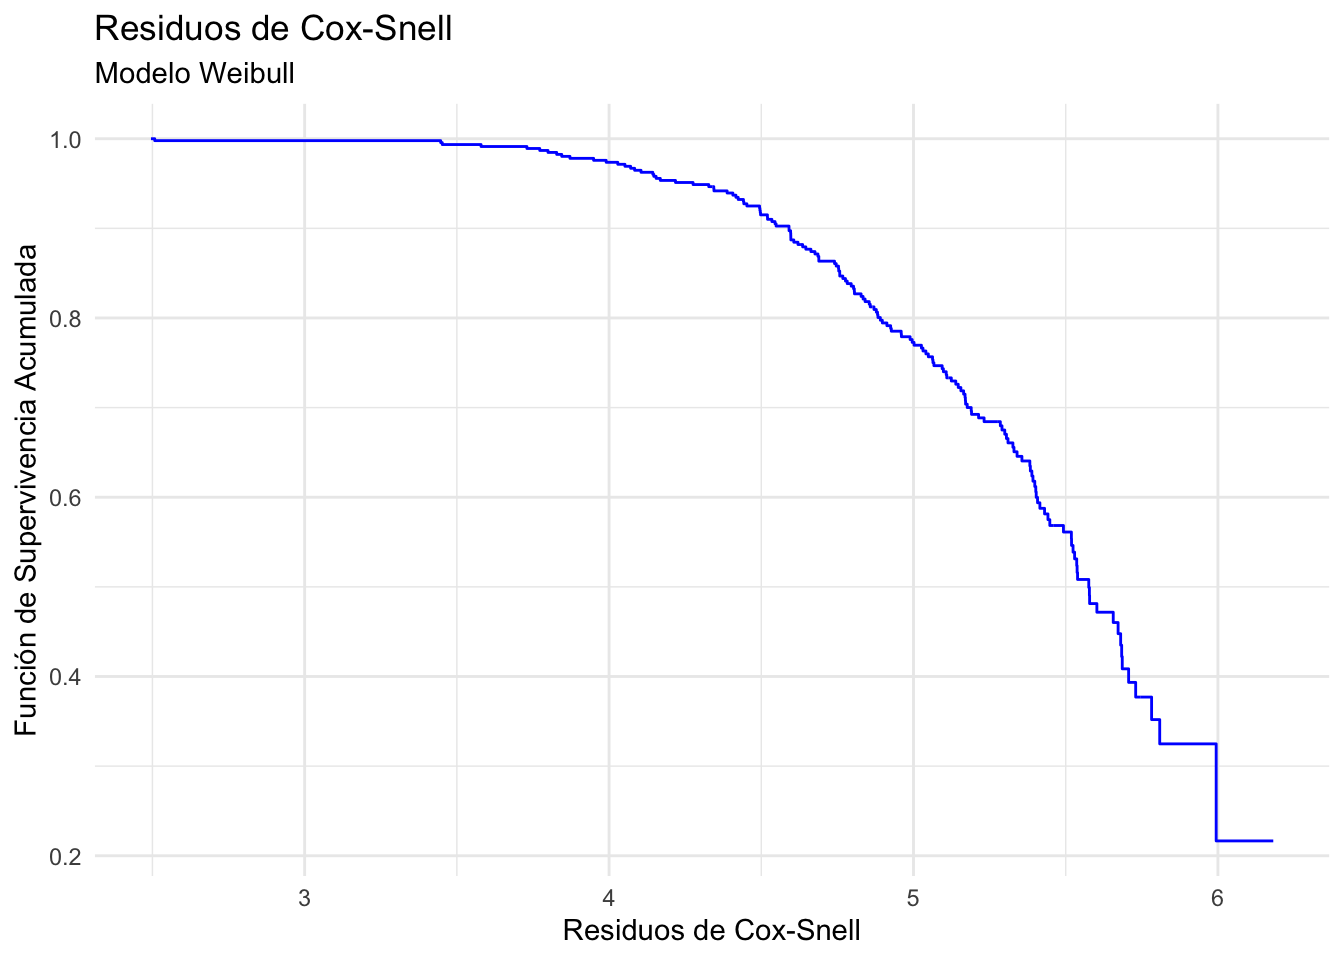 Residuos de Cox-Snell
Modelo Weibull
Función de Supervivencia Acumulada
1.0
0.8
0.6
0.4
0.2
3 4 5 6
Residuos de Cox-Snell